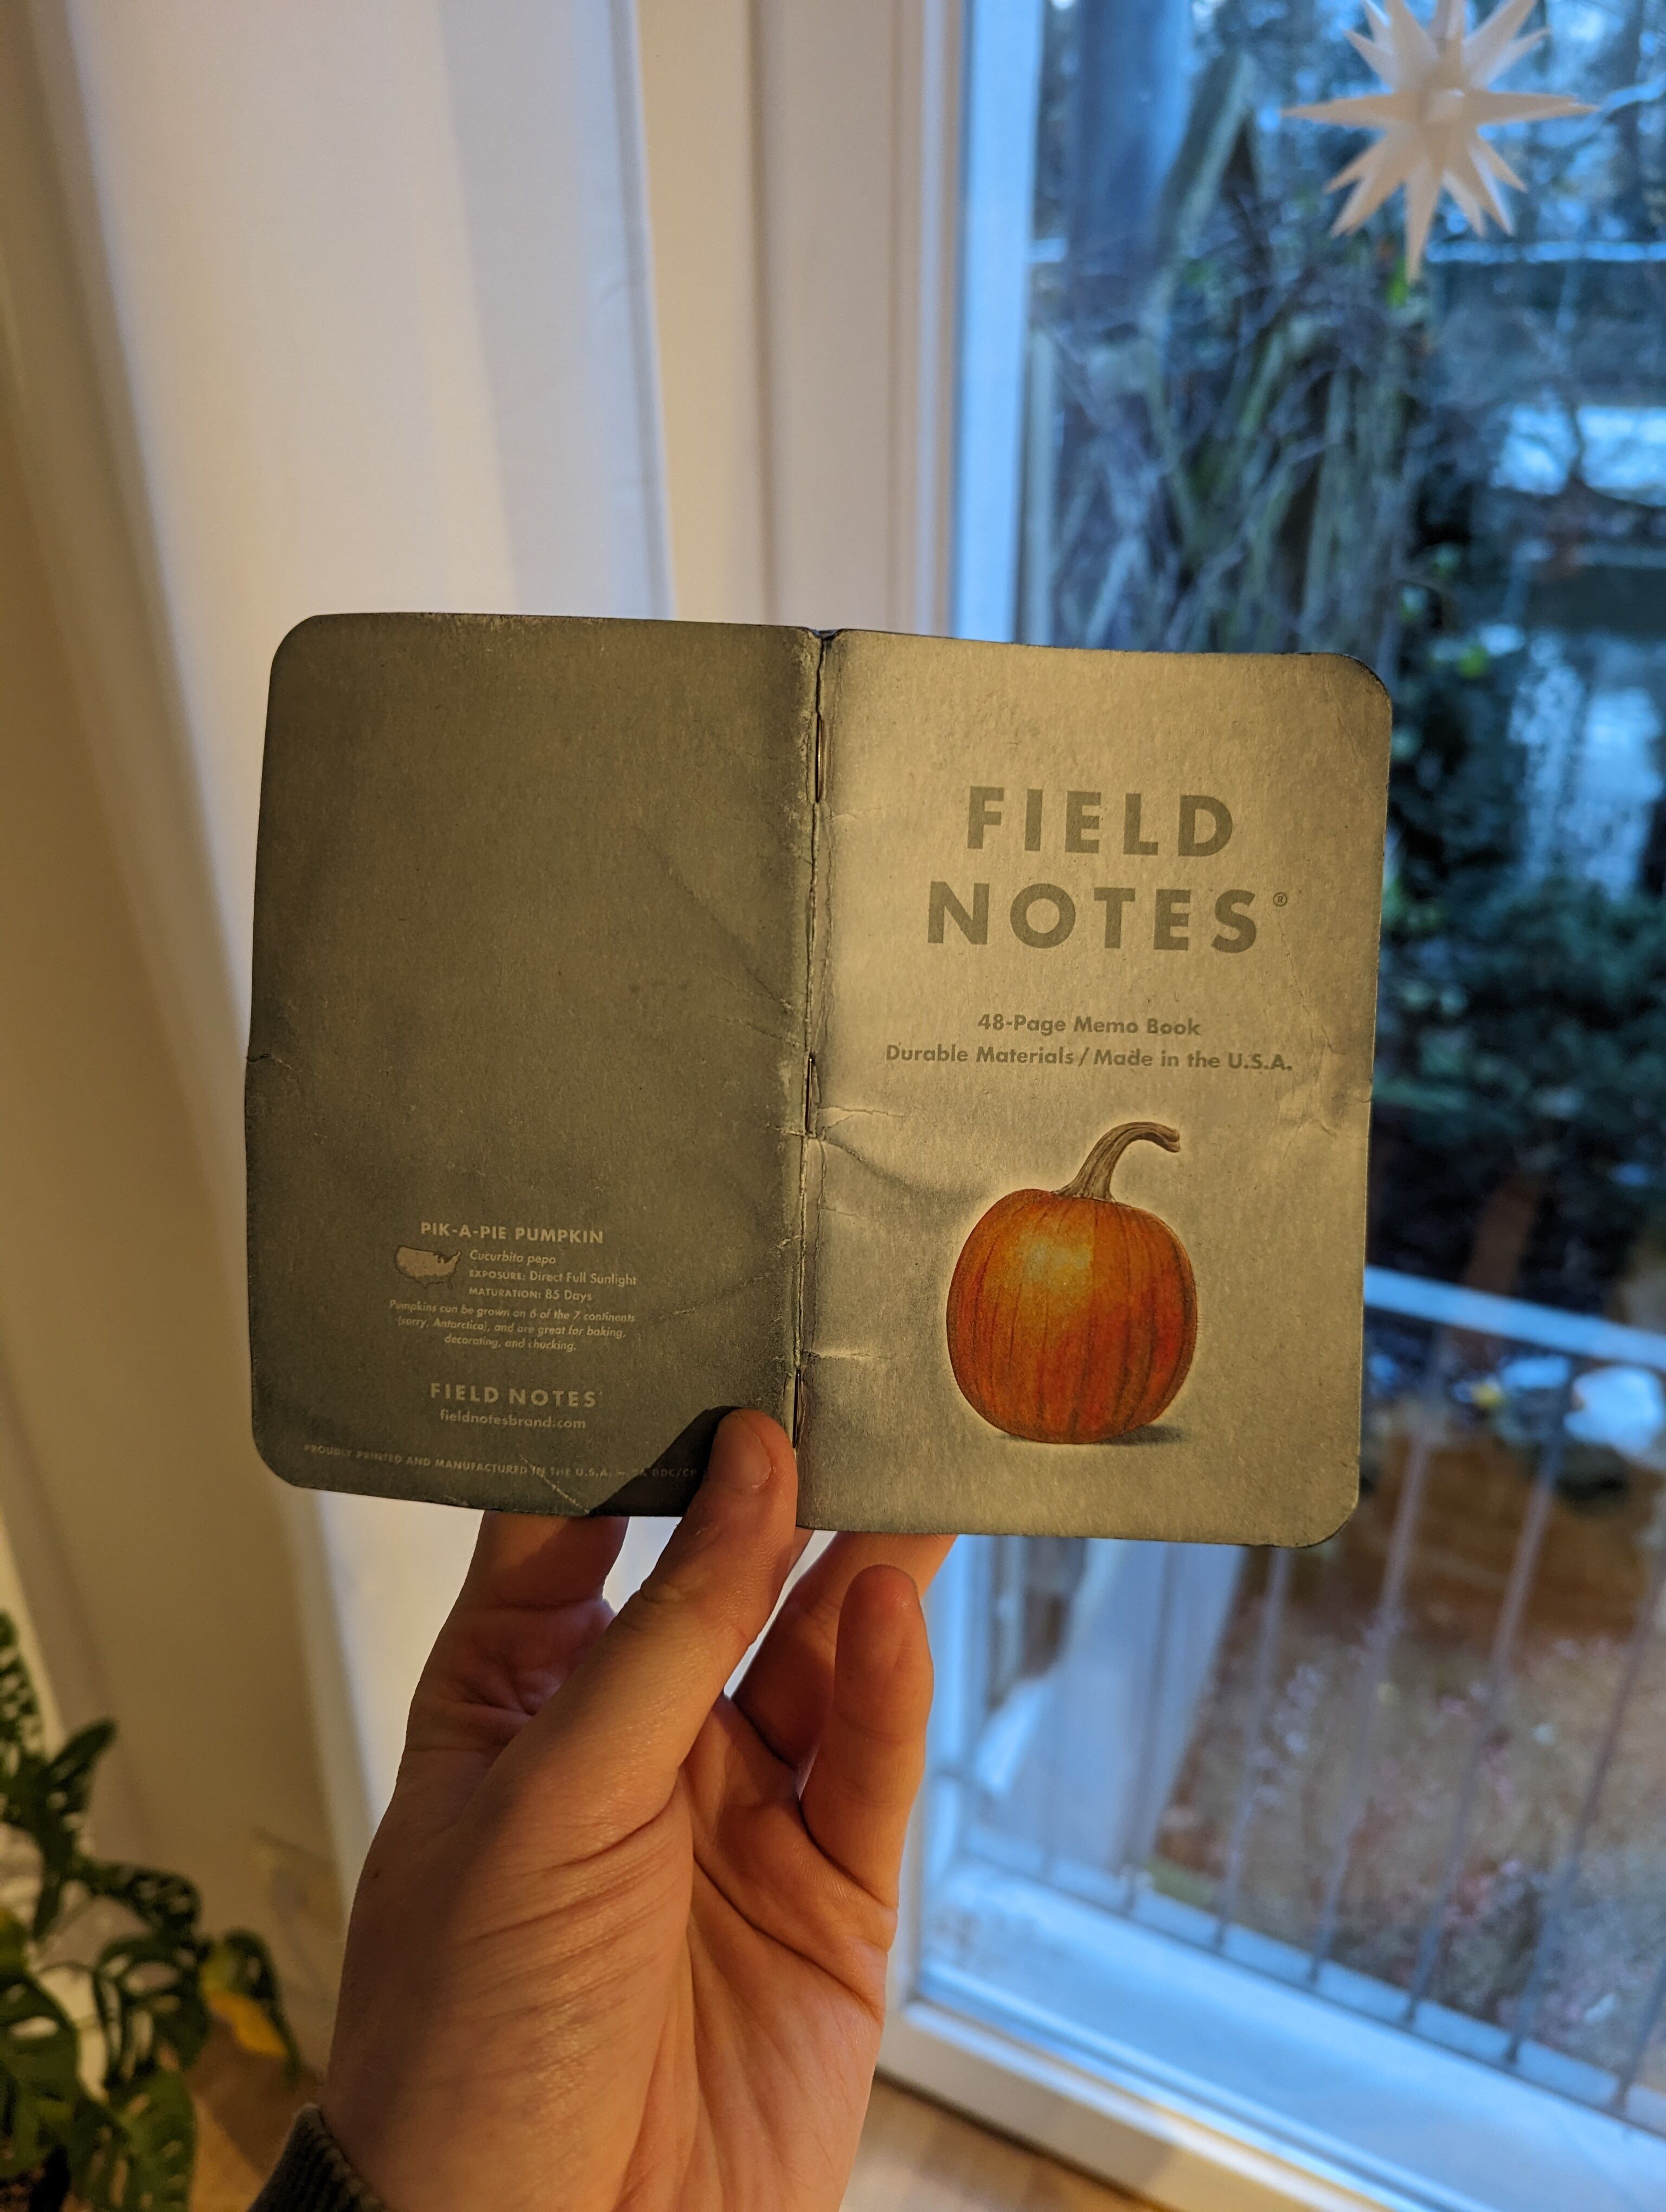 PIK-A-PIE PUMPKIN
Cucurbita pepo
EXPOSURE: Direct Full Sunlight
MATURATION: 85 Days
Pumpkins can be grown on 6 of the 7 continents
(sorry, Antarctica), and are great for baking,
decorating, and chucking.
FIELD NOTES
fieldnotesbrand.com
PROUDLY PRINTED AND MANUFACTURED IN THE U.S.A. —
FIELD
NOTES®
48-Page Memo Book
Durable Materials / Made in the U.S.A.